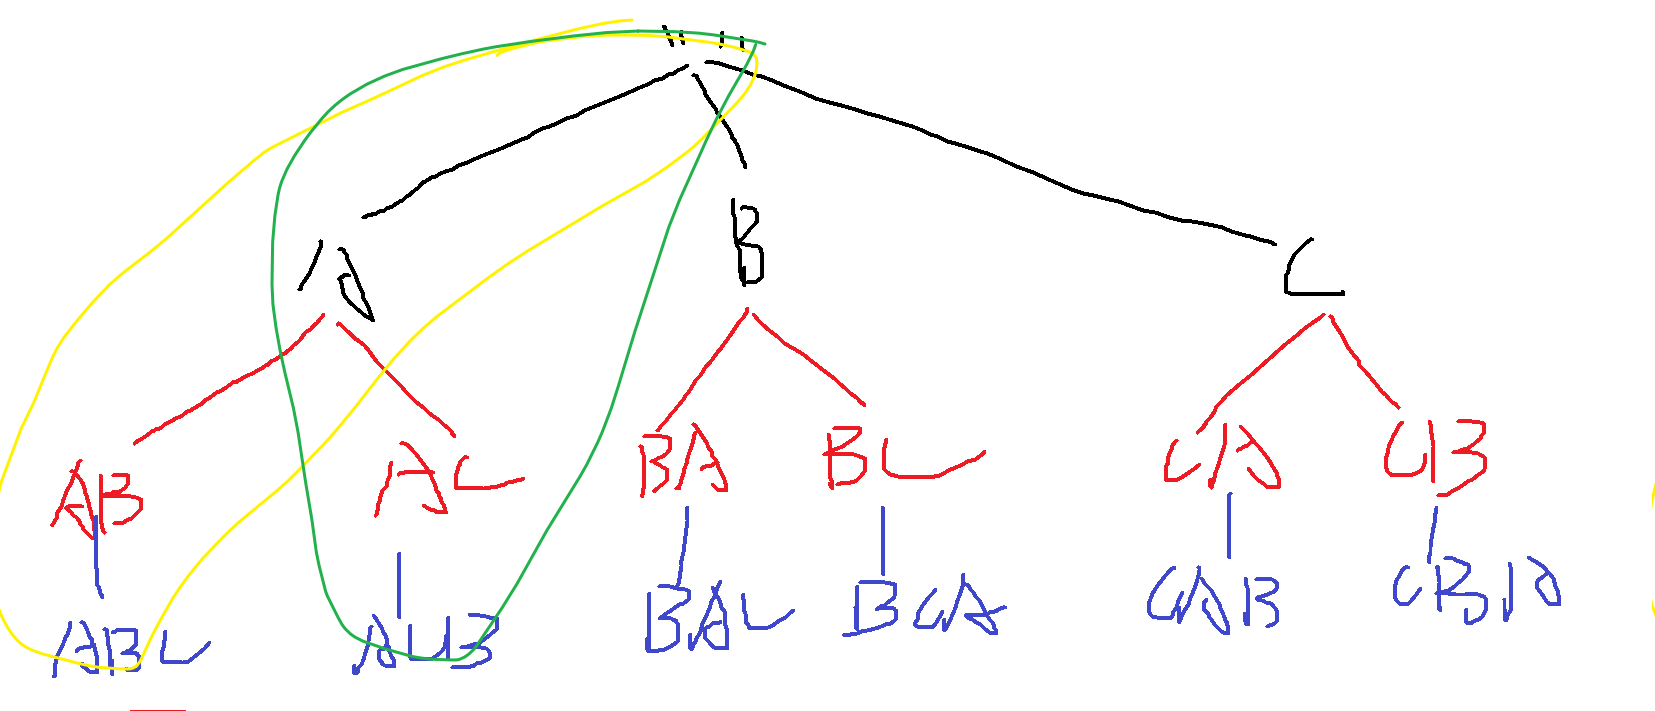 "" ""
A B C
AB AC BA BC CA CB
ABC ACB BAC BCA CAB CBA